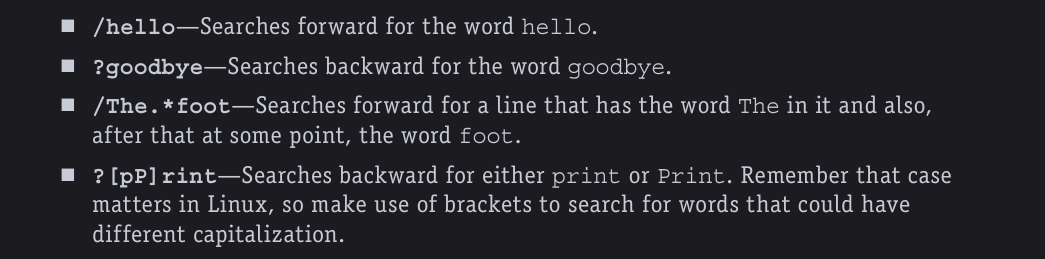 ■ /hello—Searches forward for the word hello.
■ ?goodbye—Searches backward for the word goodbye.
■ /The.*foot—Searches forward for a line that has the word The in it and also,
after that at some point, the word foot.
■ ?[pP]rint—Searches backward for either print or Print. Remember that case
matters in Linux, so make use of brackets to search for words that could have
different capitalization.